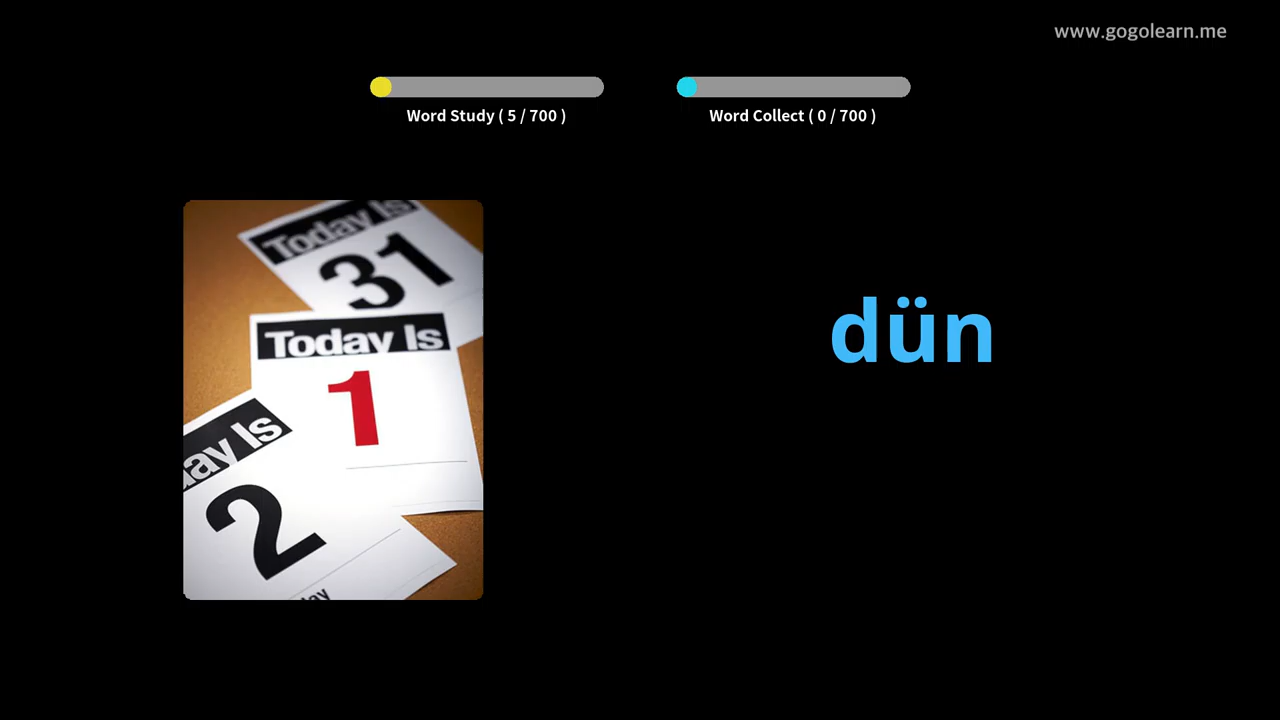 www.gogolearn.me
Word Study ( 5 / 700 )
Word Collect ( 0 / 700 )
Today Is
31
Today Is
1
ay Is
2
dün